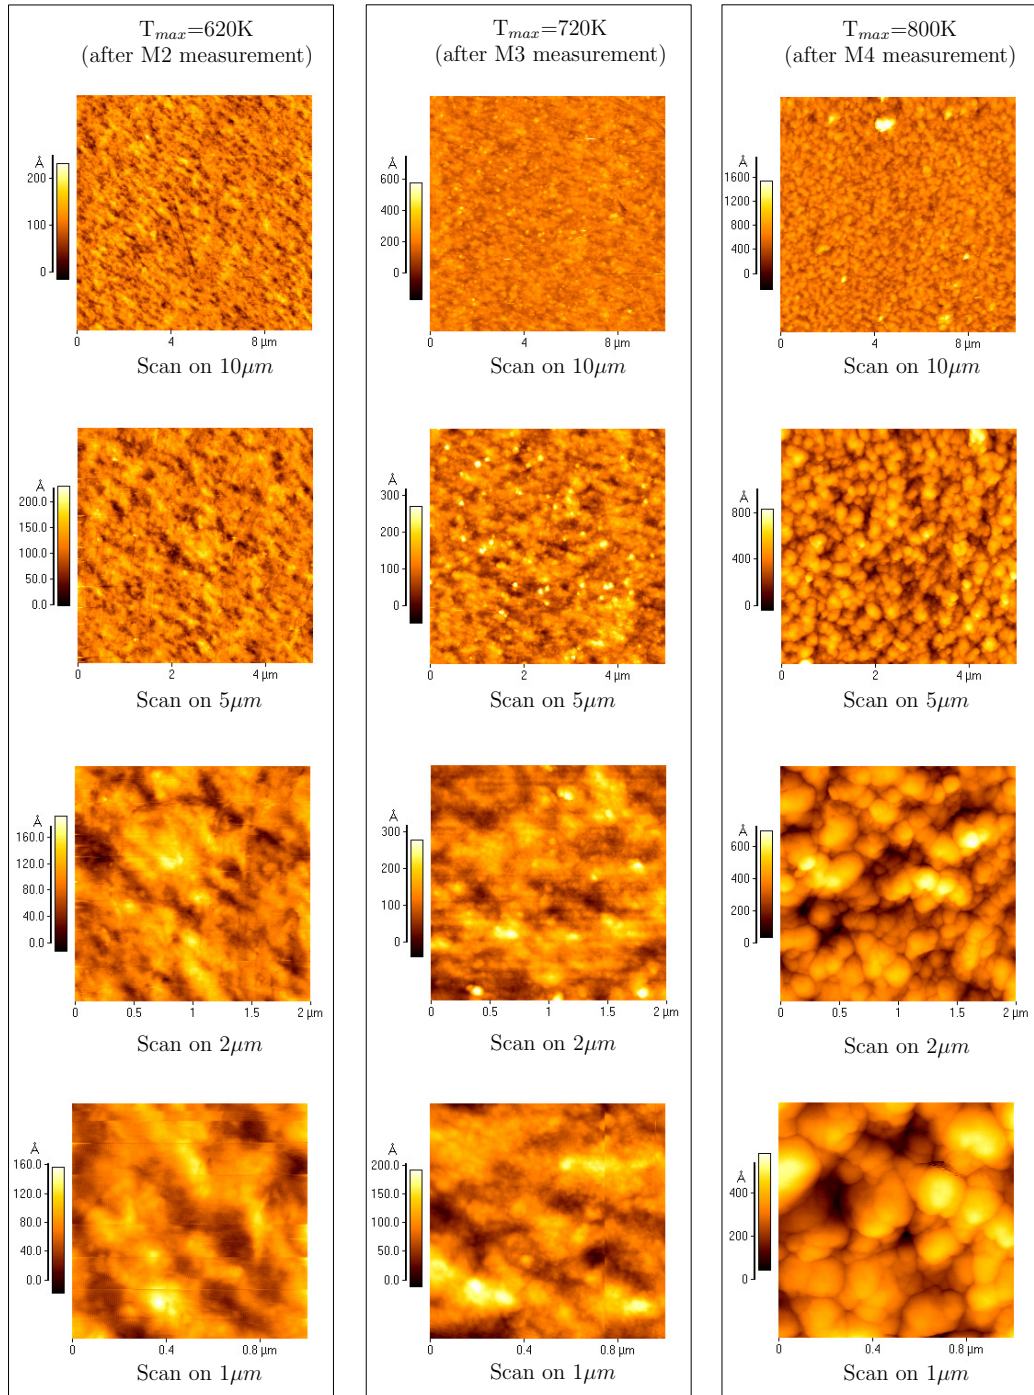 T_max=620K
(after M2 measurement)
Å
200
100
0
0 4 8 µm
Scan on 10µm
Å
200.0
150.0
100.0
50.0
0.0
0 2 4 µm
Scan on 5µm
Å
160.0
120.0
80.0
40.0
0.0
0 0.5 1 1.5 2 µm
Scan on 2µm
Å
160.0
120.0
80.0
40.0
0.0
0 0.4 0.8 µm
Scan on 1µm
T_max=720K
(after M3 measurement)
Å
600
400
200
0
0 4 8 µm
Scan on 10µm
Å
300
200
100
0
0 2 4 µm
Scan on 5µm
Å
300
200
100
0
0 0.5 1 1.5 2 µm
Scan on 2µm
Å
200.0
150.0
100.0
50.0
0.0
0 0.4 0.8 µm
Scan on 1µm
T_max=800K
(after M4 measurement)
Å
1600
1200
800
400
0
0 4 8 µm
Scan on 10µm
Å
800
400
0
0 2 4 µm
Scan on 5µm
Å
600
400
200
0
0 0.5 1 1.5 2 µm
Scan on 2µm
Å
400
200
0
0 0.4 0.8 µm
Scan on 1µm